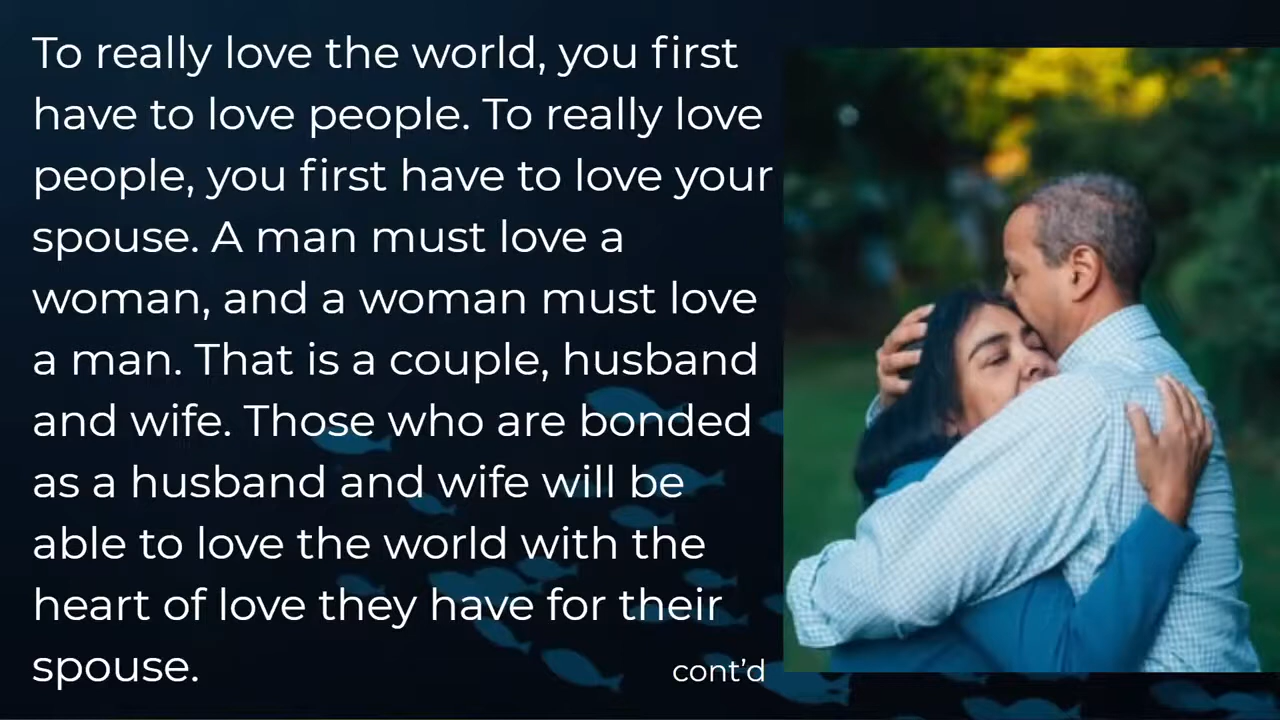 To really love the world, you first
have to love people. To really love
people, you first have to love your
spouse. A man must love a
woman, and a woman must love
a man. That is a couple, husband
and wife. Those who are bonded
as a husband and wife will be
able to love the world with the
heart of love they have for their
spouse.
cont’d